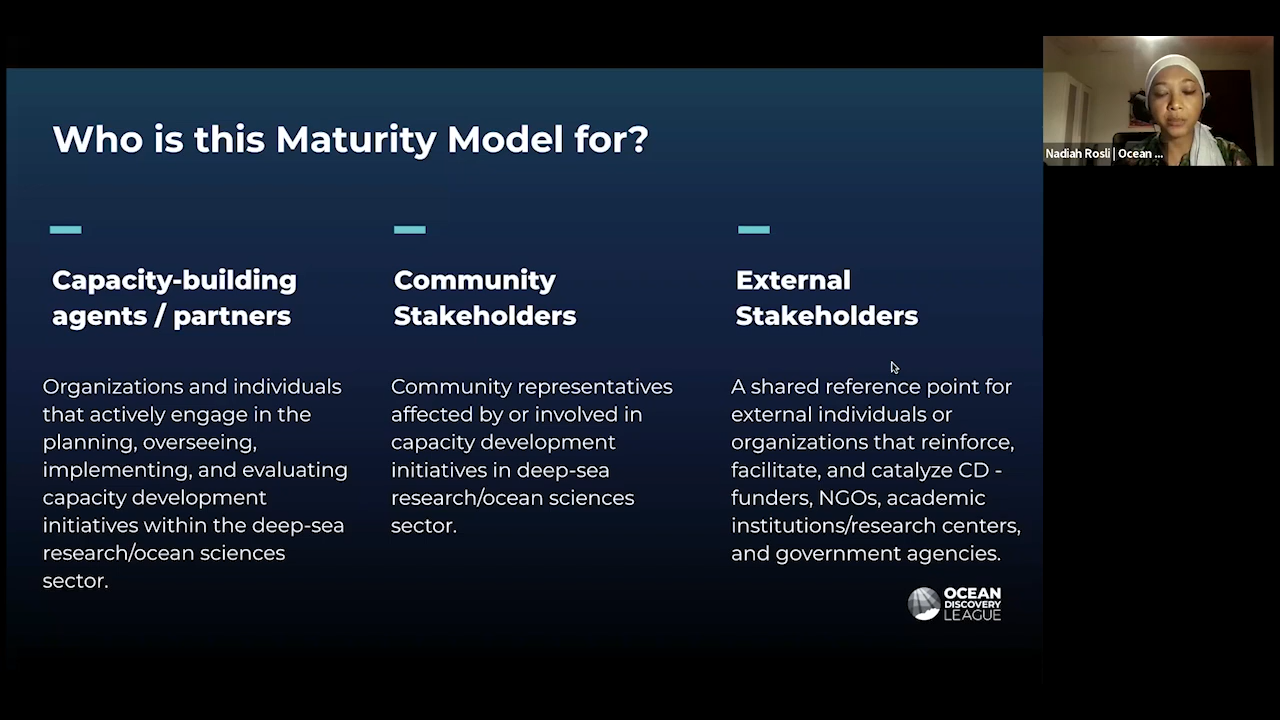 Who is this Maturity Model for?
Capacity-building
agents / partners
Organizations and individuals
that actively engage in the
planning, overseeing,
implementing, and evaluating
capacity development
initiatives within the deep-sea
research/ocean sciences
sector.
Community
Stakeholders
Community representatives
affected by or involved in
capacity development
initiatives in deep-sea
research/ocean sciences
sector.
External
Stakeholders
A shared reference point for
external individuals or
organizations that reinforce,
facilitate, and catalyze CD -
funders, NGOs, academic
institutions/research centers,
and government agencies.
OCEAN
DISCOVERY
LEAGUE
Nadiah Rosli | Ocean ...